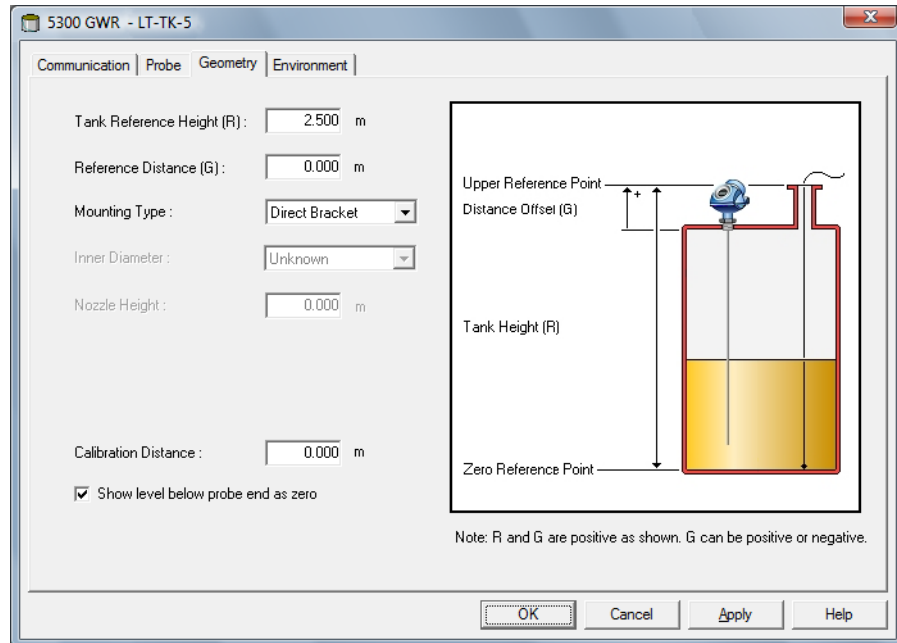 5300 GWR - LT-TK-5
Communication Probe Geometry Environment
Tank Reference Height (R) : 2.500 m
Reference Distance (G) : 0.000 m
Mounting Type : Direct Bracket
Inner Diameter : Unknown
Nozzle Height : 0.000 m
Calibration Distance : 0.000 m
Show level below probe end as zero
Upper Reference Point
+
Distance Offsel (G)
Tank Height (R)
Zero Reference Point
Note: R and G are positive as shown. G can be positive or negative.
OK Cancel Apply Help